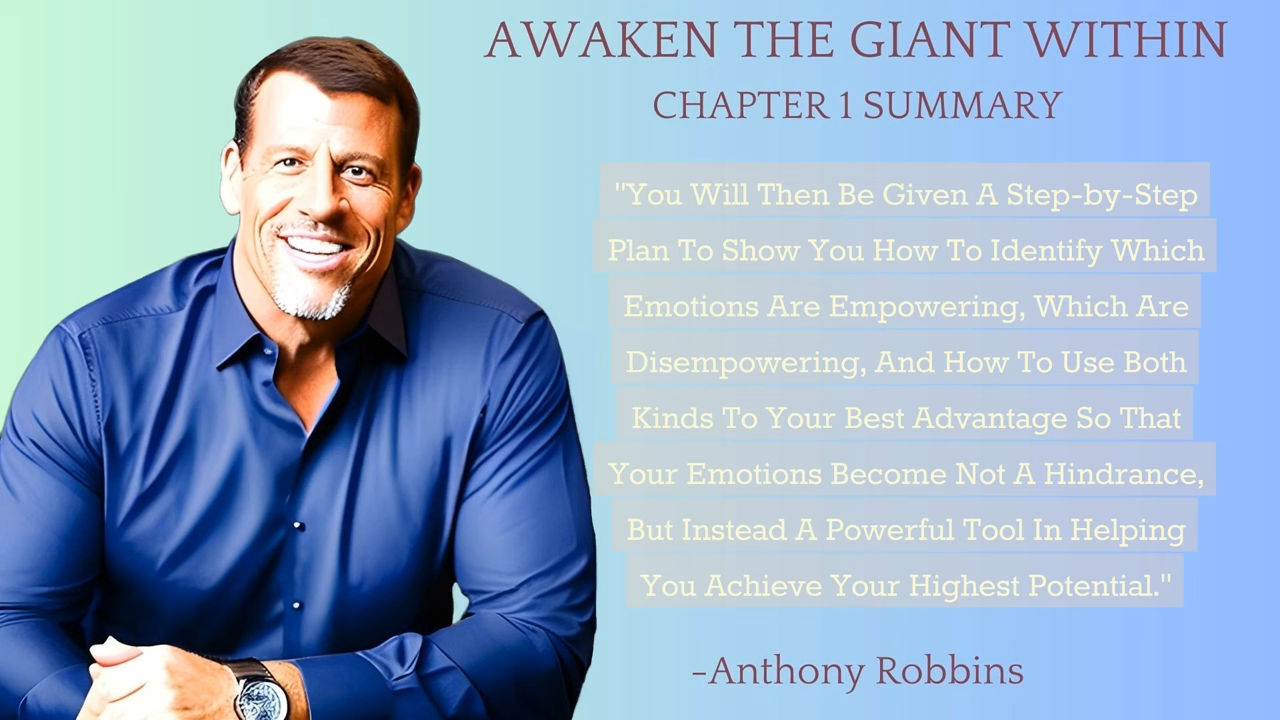 AWAKEN THE GIANT WITHIN
CHAPTER 1 SUMMARY
"You Will Then Be Given A Step-by-Step
Plan To Show You How To Identify Which
Emotions Are Empowering, Which Are
Disempowering, And How To Use Both
Kinds To Your Best Advantage So That
Your Emotions Become Not A Hindrance,
But Instead A Powerful Tool In Helping
You Achieve Your Highest Potential."
-Anthony Robbins